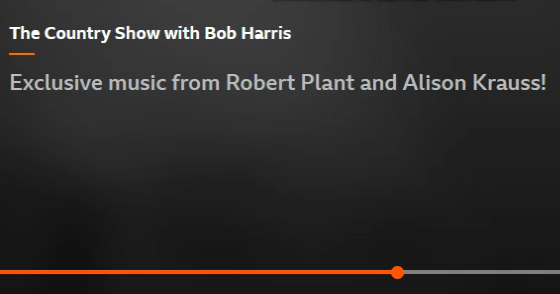 The Country Show with Bob Harris
Exclusive music from Robert Plant and Alison Krauss!